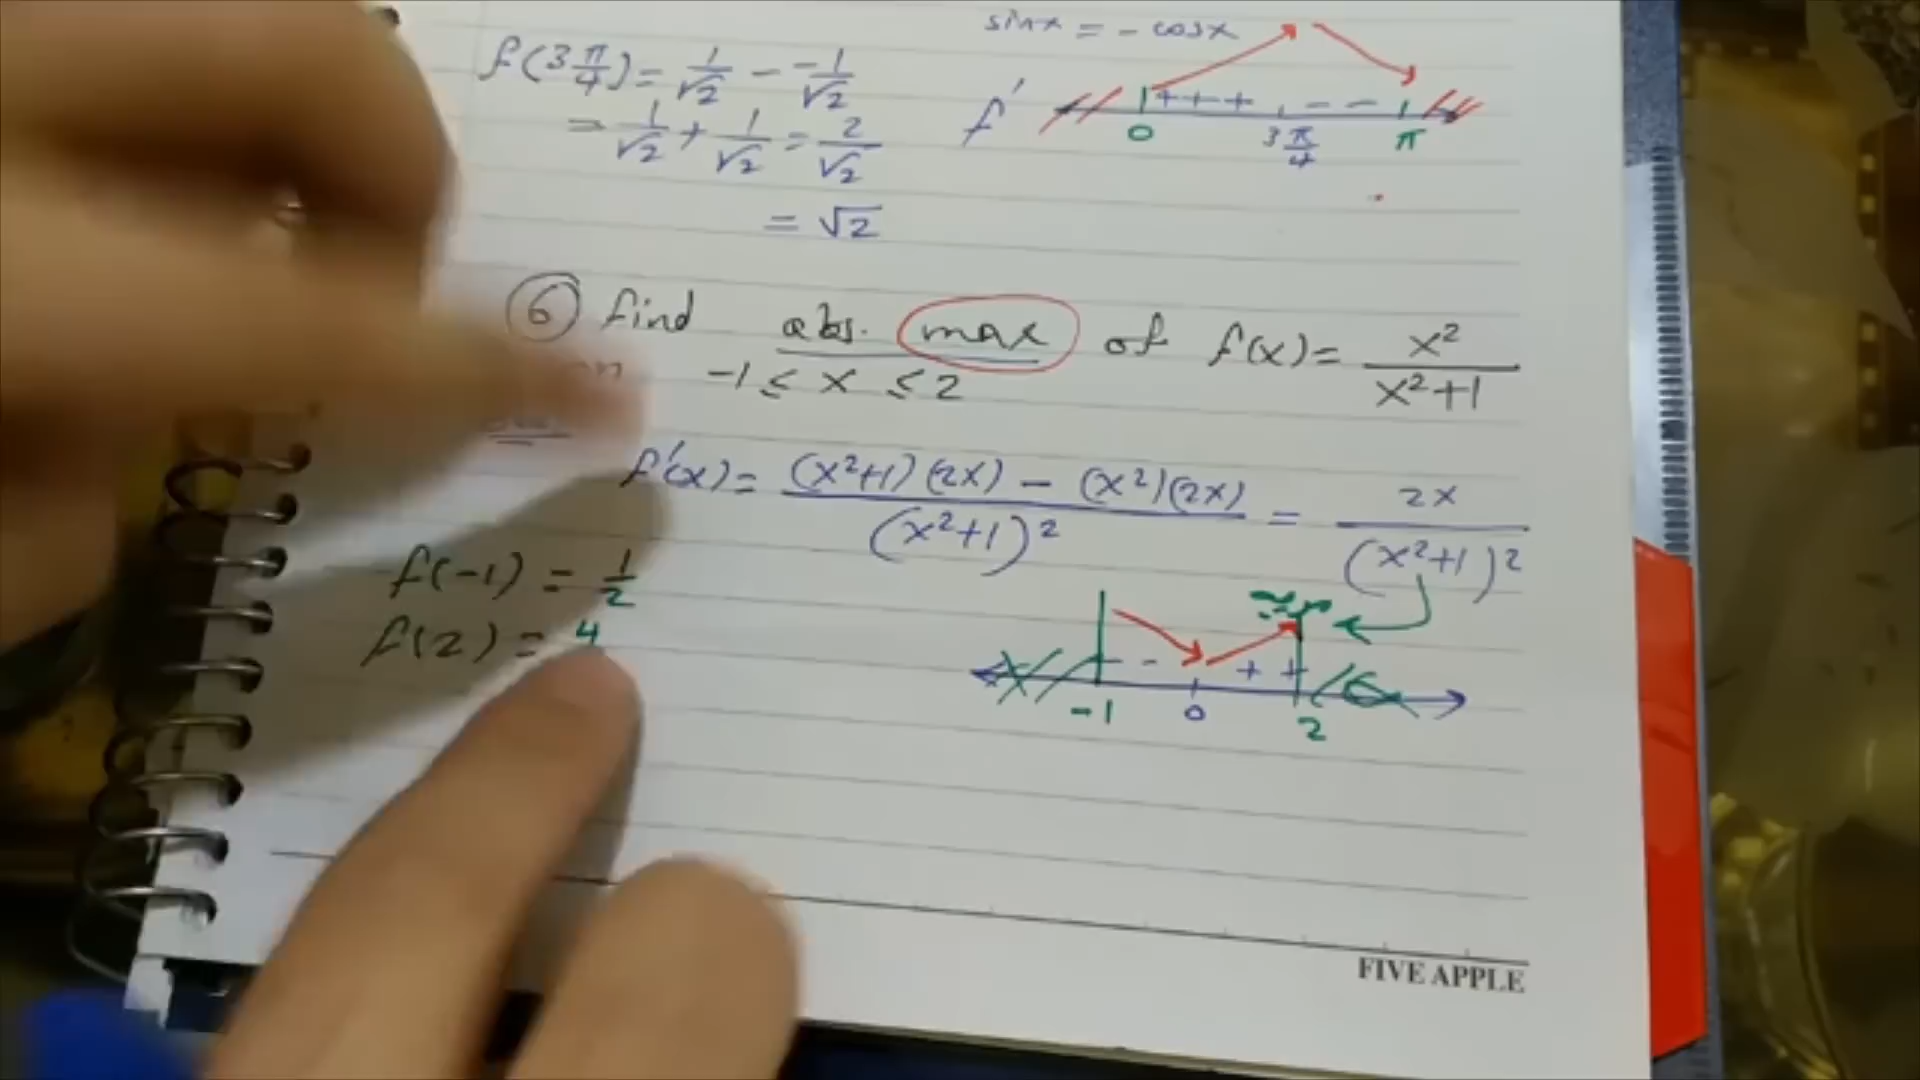 sinx = - cosx
f(3π/4) = 1/√2 - -1/√2
= 1/√2 + 1/√2 = 2/√2
= √2
f' + + + - -
0 3π/4 π
⑥ find abs. max of f(x) = x²/(x²+1)
-1 ≤ x ≤ 2
f'(x) = ((x²+1)(2x) - (x²)(2x))/(x²+1)² = 2x/(x²+1)²
f(-1) = 1/2
f(2) = 4
- - + +
-1 0 2
FIVE APPLE